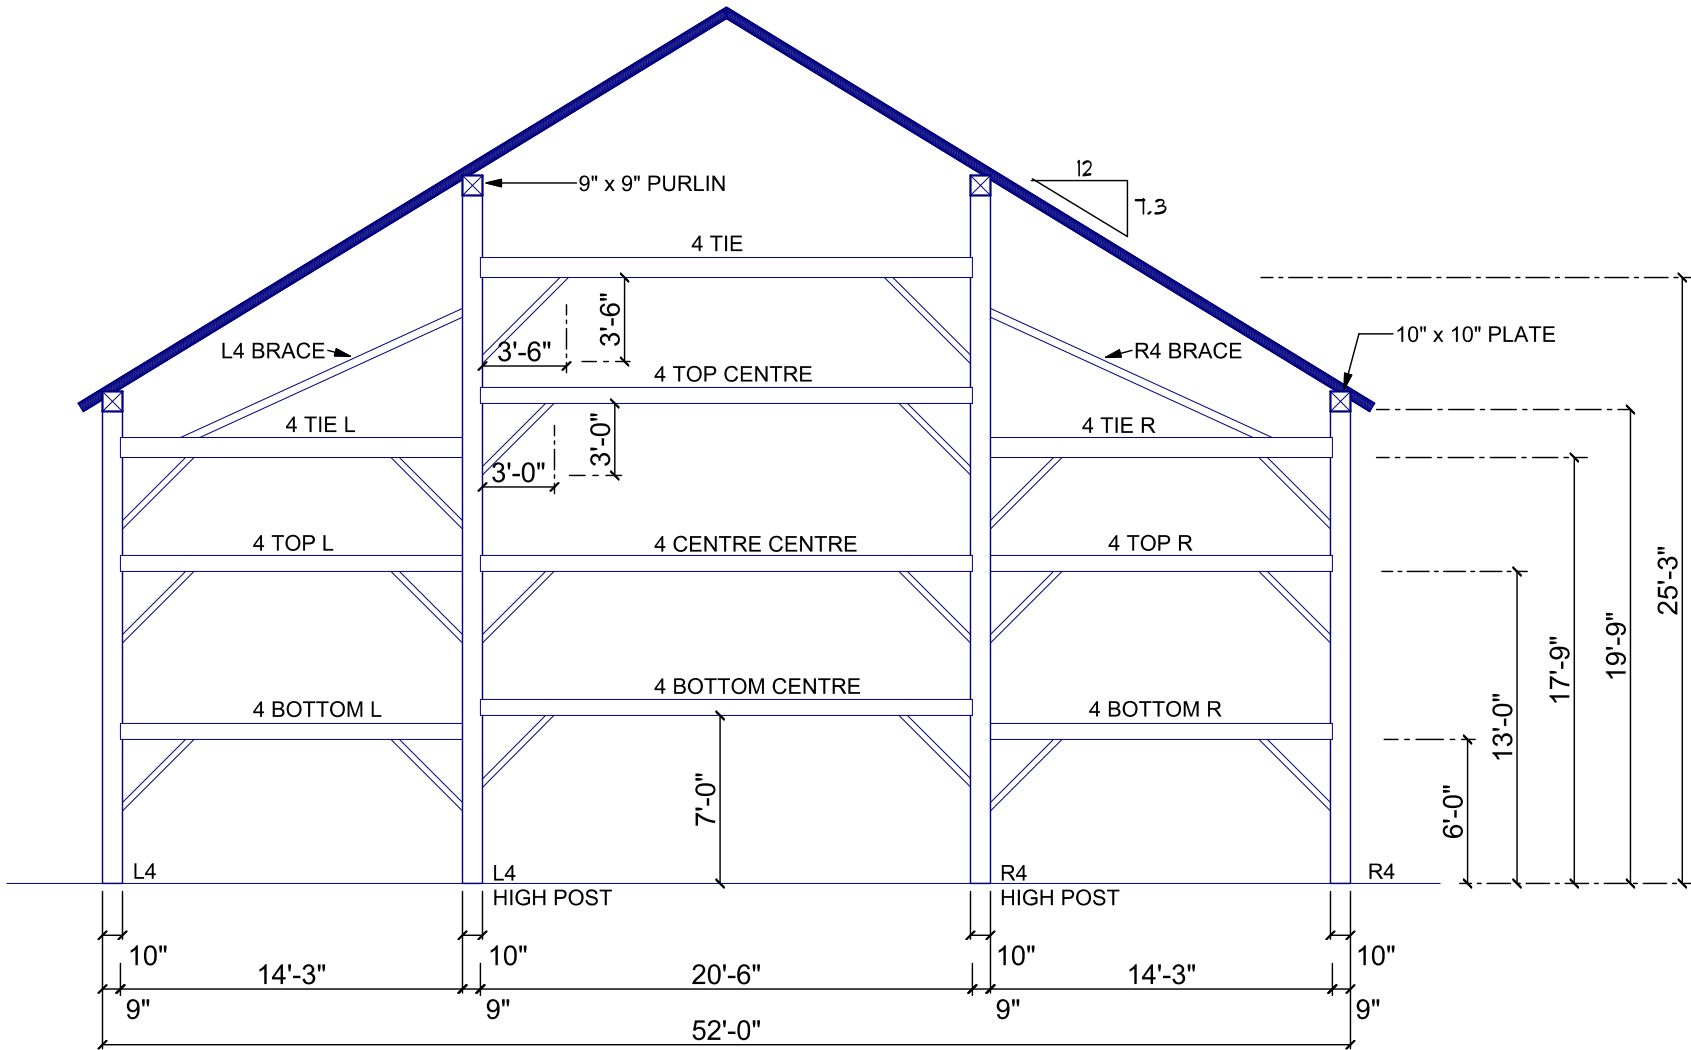 12
9" x 9" PURLIN
7.3
4 TIE
3'-6"
10" x 10" PLATE
L4 BRACE
3'-6"
R4 BRACE
4 TOP CENTRE
4 TIE L
3'-0"
4 TIE R
3'-0"
4 TOP L
4 CENTRE CENTRE
4 TOP R
25'-3"
19'-9"
17'-9"
13'-0"
4 BOTTOM CENTRE
4 BOTTOM L
4 BOTTOM R
7'-0"
6'-0"
L4
L4
HIGH POST
R4
HIGH POST
R4
10"
10"
10"
10"
14'-3"
20'-6"
14'-3"
9"
9"
9"
9"
52'-0"